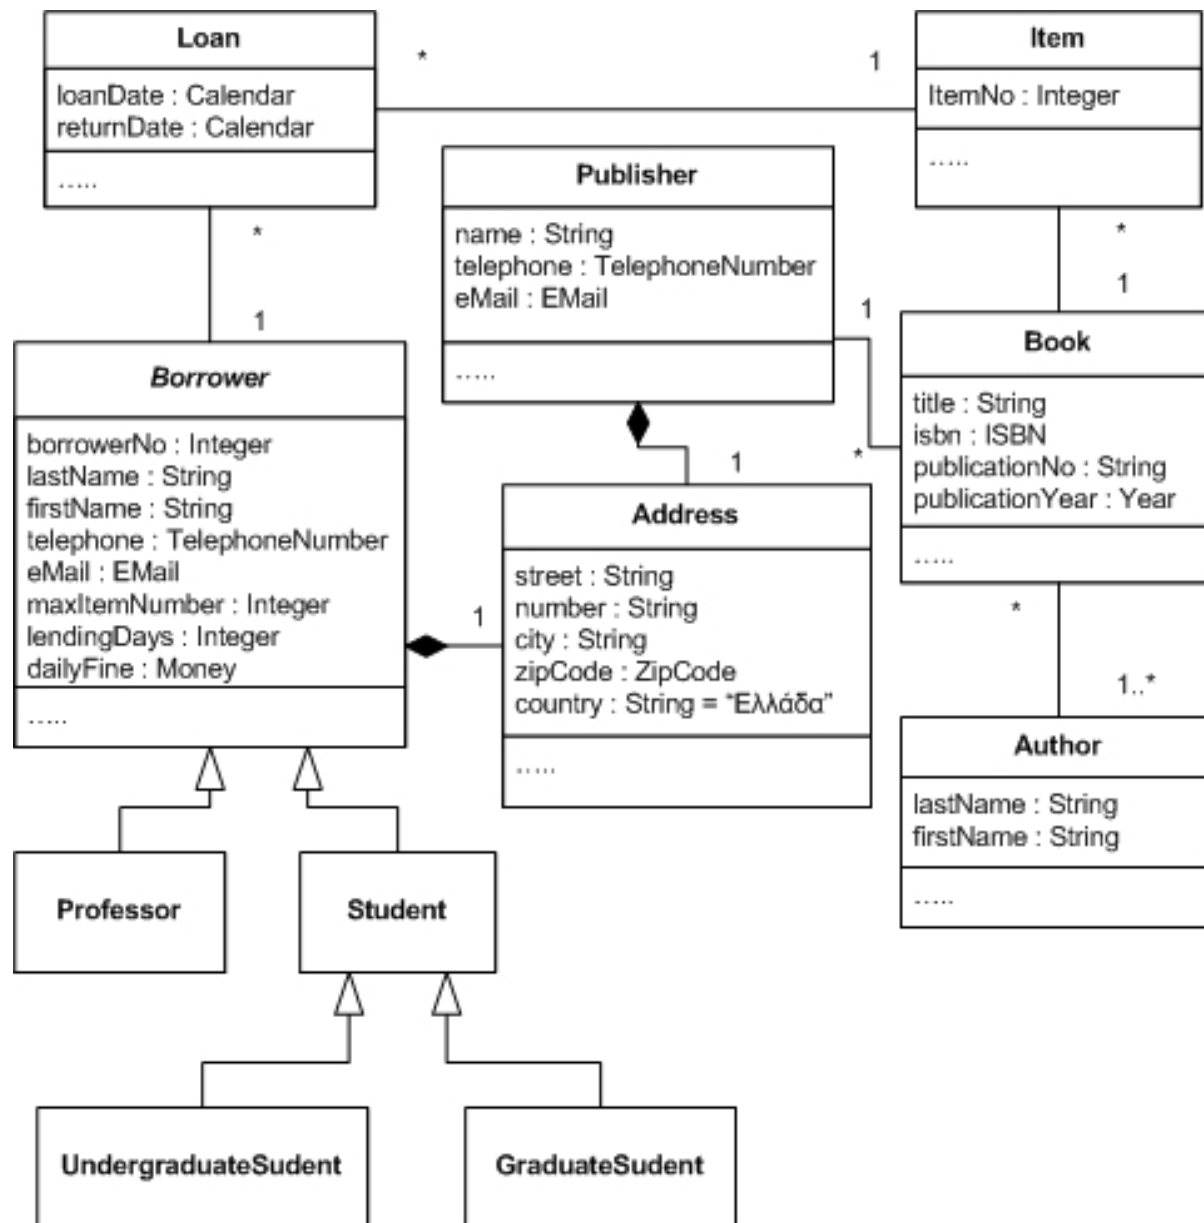 Loan
loanDate : Calendar
returnDate : Calendar
.....
*
1
Item
ItemNo : Integer
.....
Publisher
name : String
telephone : TelephoneNumber
eMail : EMail
.....
*
1
*
1
1
*
Borrower
borrowerNo : Integer
lastName : String
firstName : String
telephone : TelephoneNumber
eMail : EMail
maxItemNumber : Integer
lendingDays : Integer
dailyFine : Money
.....
1
1
Address
street : String
number : String
city : String
zipCode : ZipCode
country : String = “Ελλάδα”
.....
Book
title : String
isbn : ISBN
publicationNo : String
publicationYear : Year
.....
*
1..*
Author
lastName : String
firstName : String
.....
Professor
Student
UndergraduateSudent
GraduateSudent